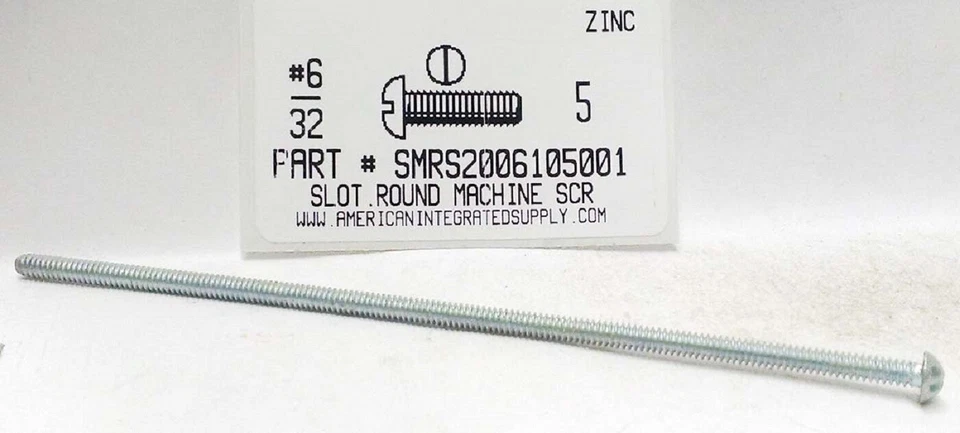 ZINC
#6
32
5
PART # SMRS2006105001
SLOT.ROUND MACHINE SCR
WWW.AMERICANINTEGRATEDSUPPLY.COM